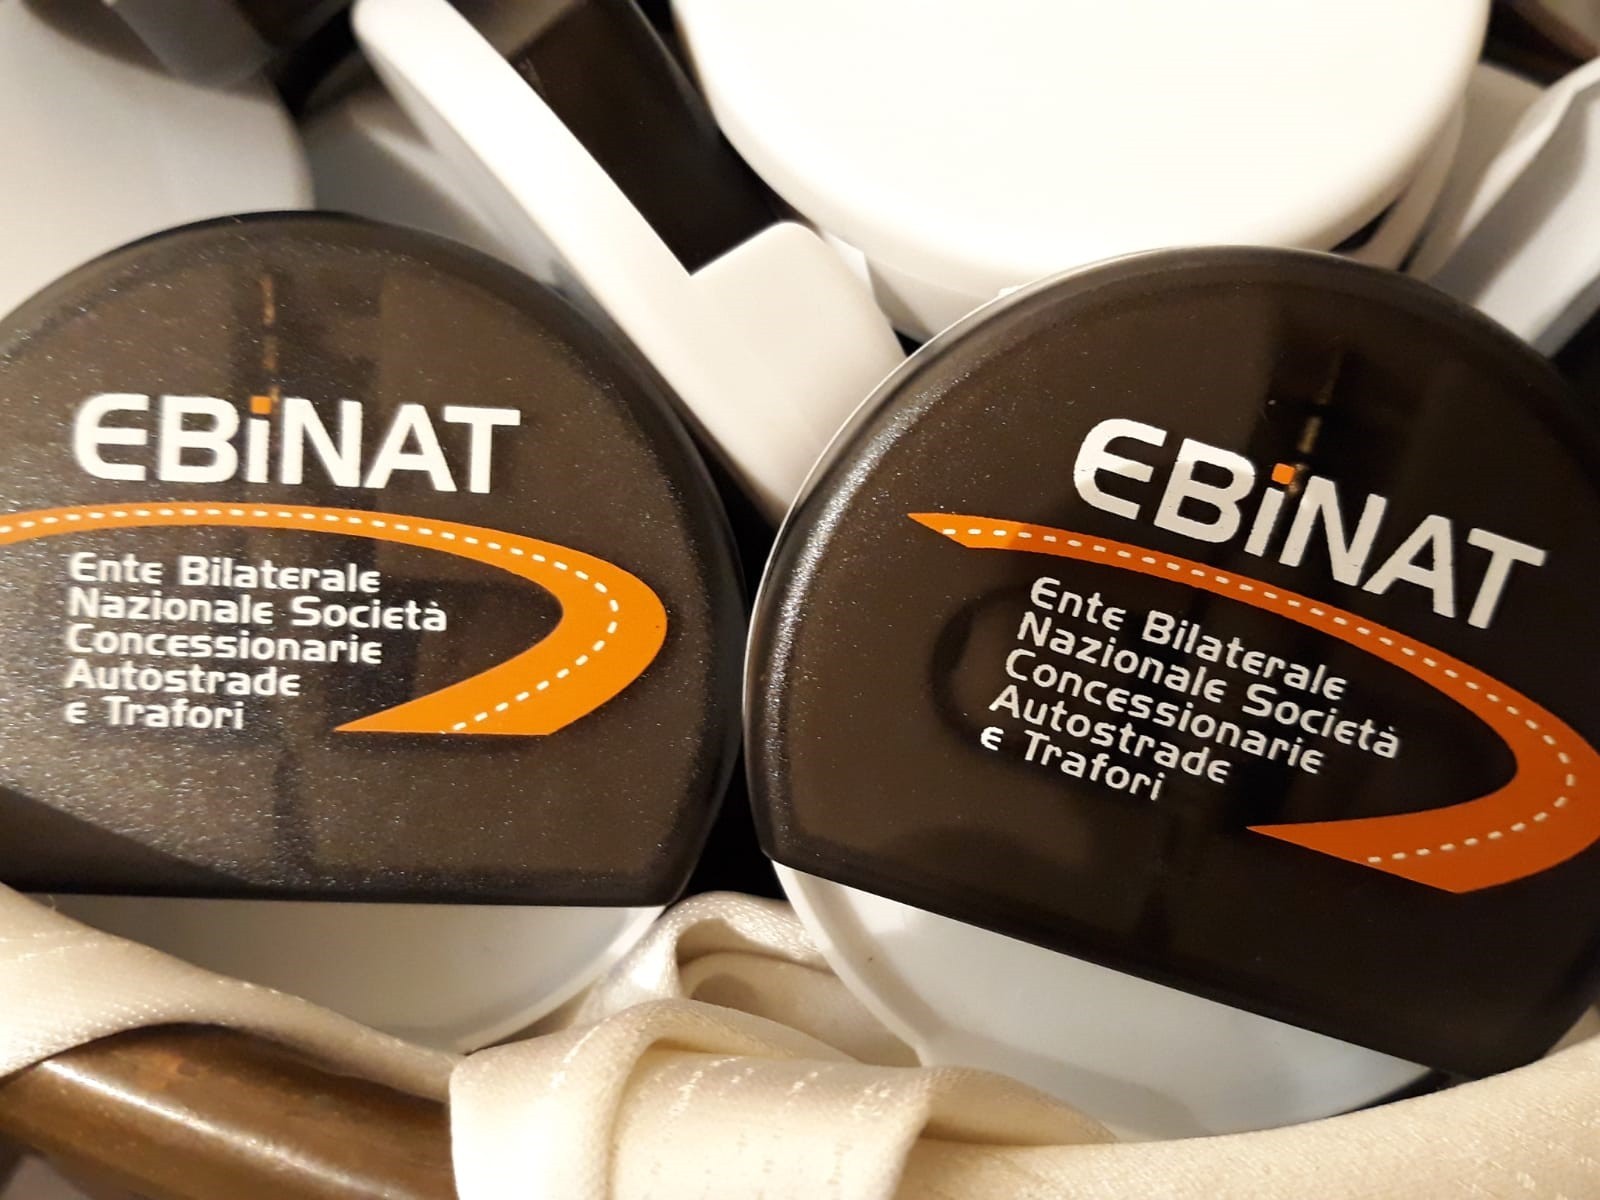 EBiNAT
Ente Bilaterale
Nazionale Società
Concessionarie
Autostrade
e Trafori
EBiNAT
Ente Bilaterale
Nazionale Società
Concessionarie
Autostrade
e Trafori